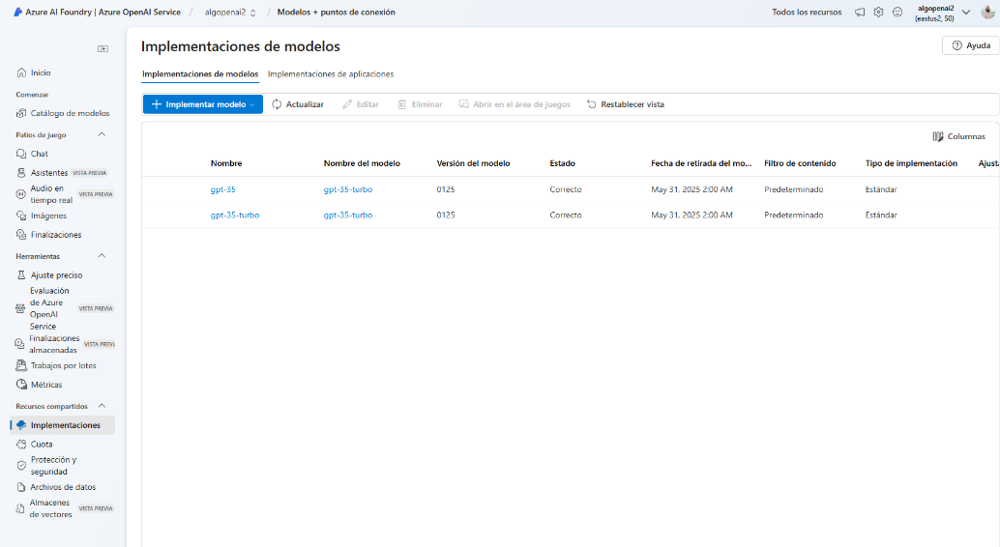 Azure AI Foundry | Azure OpenAI Service / algopenai2 / Modelos + puntos de conexión
Todos los recursos
algopenai2
(eastus2, S0)
Inicio
Comenzar
Catálogo de modelos
Patios de juego
Chat
Asistentes VISTA PREVIA
Audio en
tiempo real VISTA PREVIA
Imágenes
Finalizaciones
Herramientas
Ajuste preciso
Evaluación
de Azure
OpenAI
Service VISTA PREVIA
Finalizaciones
almacenadas VISTA PREVI
Trabajos por lotes
Métricas
Recursos compartidos
Implementaciones
Cuota
Protección y
seguridad
Archivos de datos
Almacenes
de vectores VISTA PREVIA
Implementaciones de modelos
Ayuda
Implementaciones de modelos Implementaciones de aplicaciones
Implementar modelo Actualizar Editar Eliminar Abrir en el área de juegos Restablecer vista
Columnas
Nombre Nombre del modelo Versión del modelo Estado Fecha de retirada del mo... Filtro de contenido Tipo de implementación Ajusta
gpt-35 gpt-35-turbo 0125 Correcto May 31, 2025 2:00 AM Predeterminado Estándar
gpt-35-turbo gpt-35-turbo 0125 Correcto May 31, 2025 2:00 AM Predeterminado Estándar